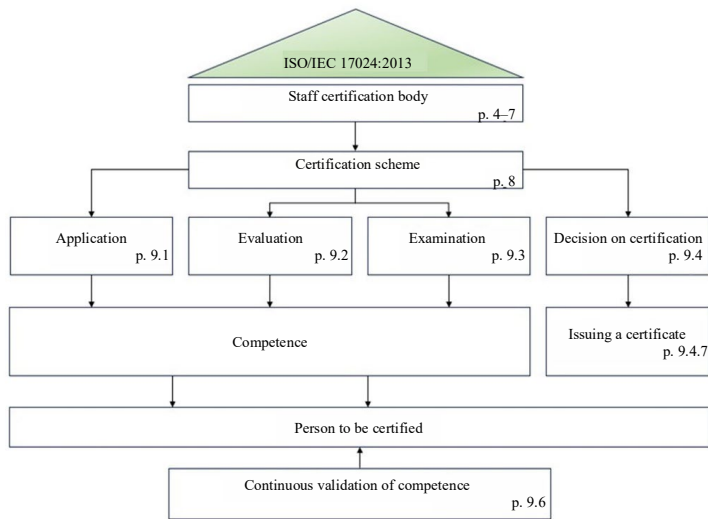 ISO/IEC 17024:2013
Staff certification body
p. 4–7
Certification scheme
p. 8
Application
p. 9.1
Evaluation
p. 9.2
Examination
p. 9.3
Decision on certification
p. 9.4
Competence
Issuing a certificate
p. 9.4.7
Person to be certified
Continuous validation of competence
p. 9.6